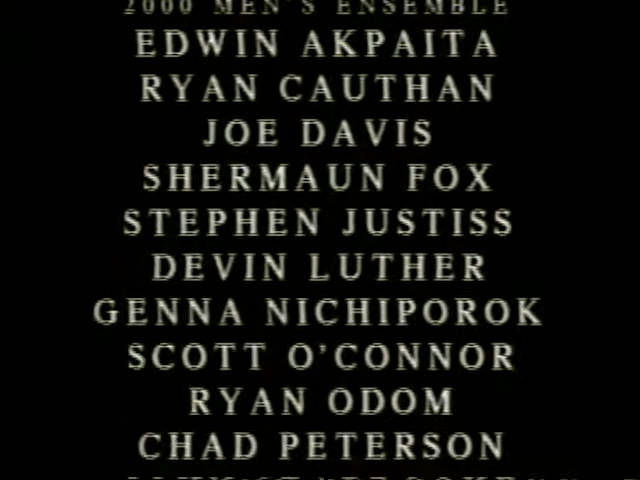 2000 MEN'S ENSEMBLE
EDWIN AKPAITA
RYAN CAUTHAN
JOE DAVIS
SHERMAUN FOX
STEPHEN JUSTISS
DEVIN LUTHER
GENNA NICHIPOROK
SCOTT O'CONNOR
RYAN ODOM
CHAD PETERSON